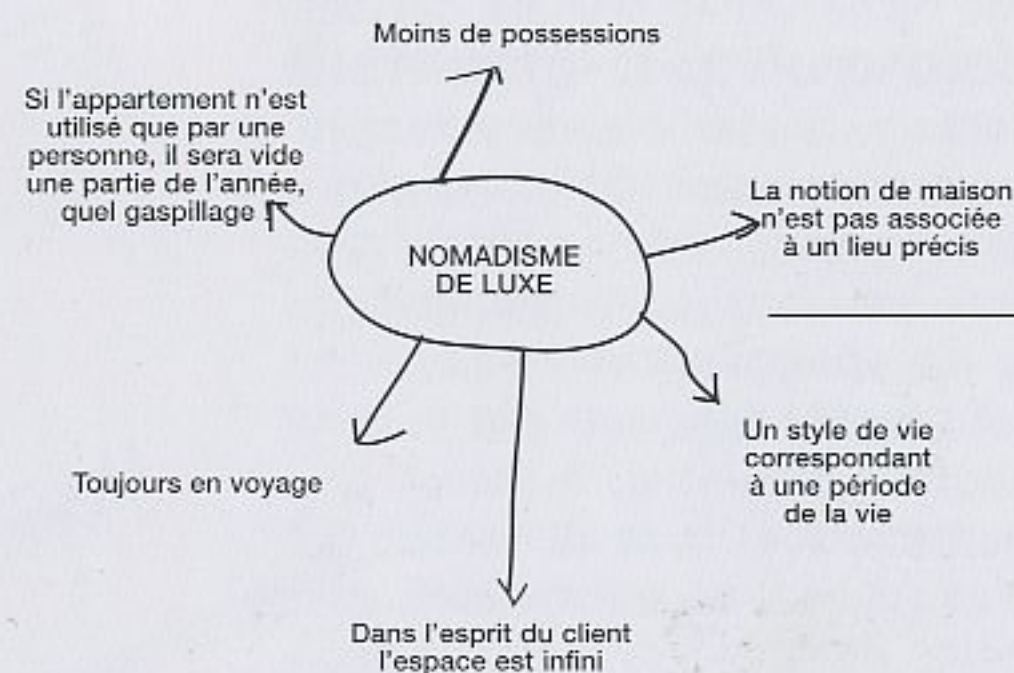 Moins de possessions
Si l'appartement n'est
utilisé que par une
personne, il sera vide
une partie de l'année,
quel gaspillage !
La notion de maison
n'est pas associée
à un lieu précis
NOMADISME
DE LUXE
Un style de vie
correspondant
à une période
de la vie
Toujours en voyage
Dans l'esprit du client
l'espace est infini